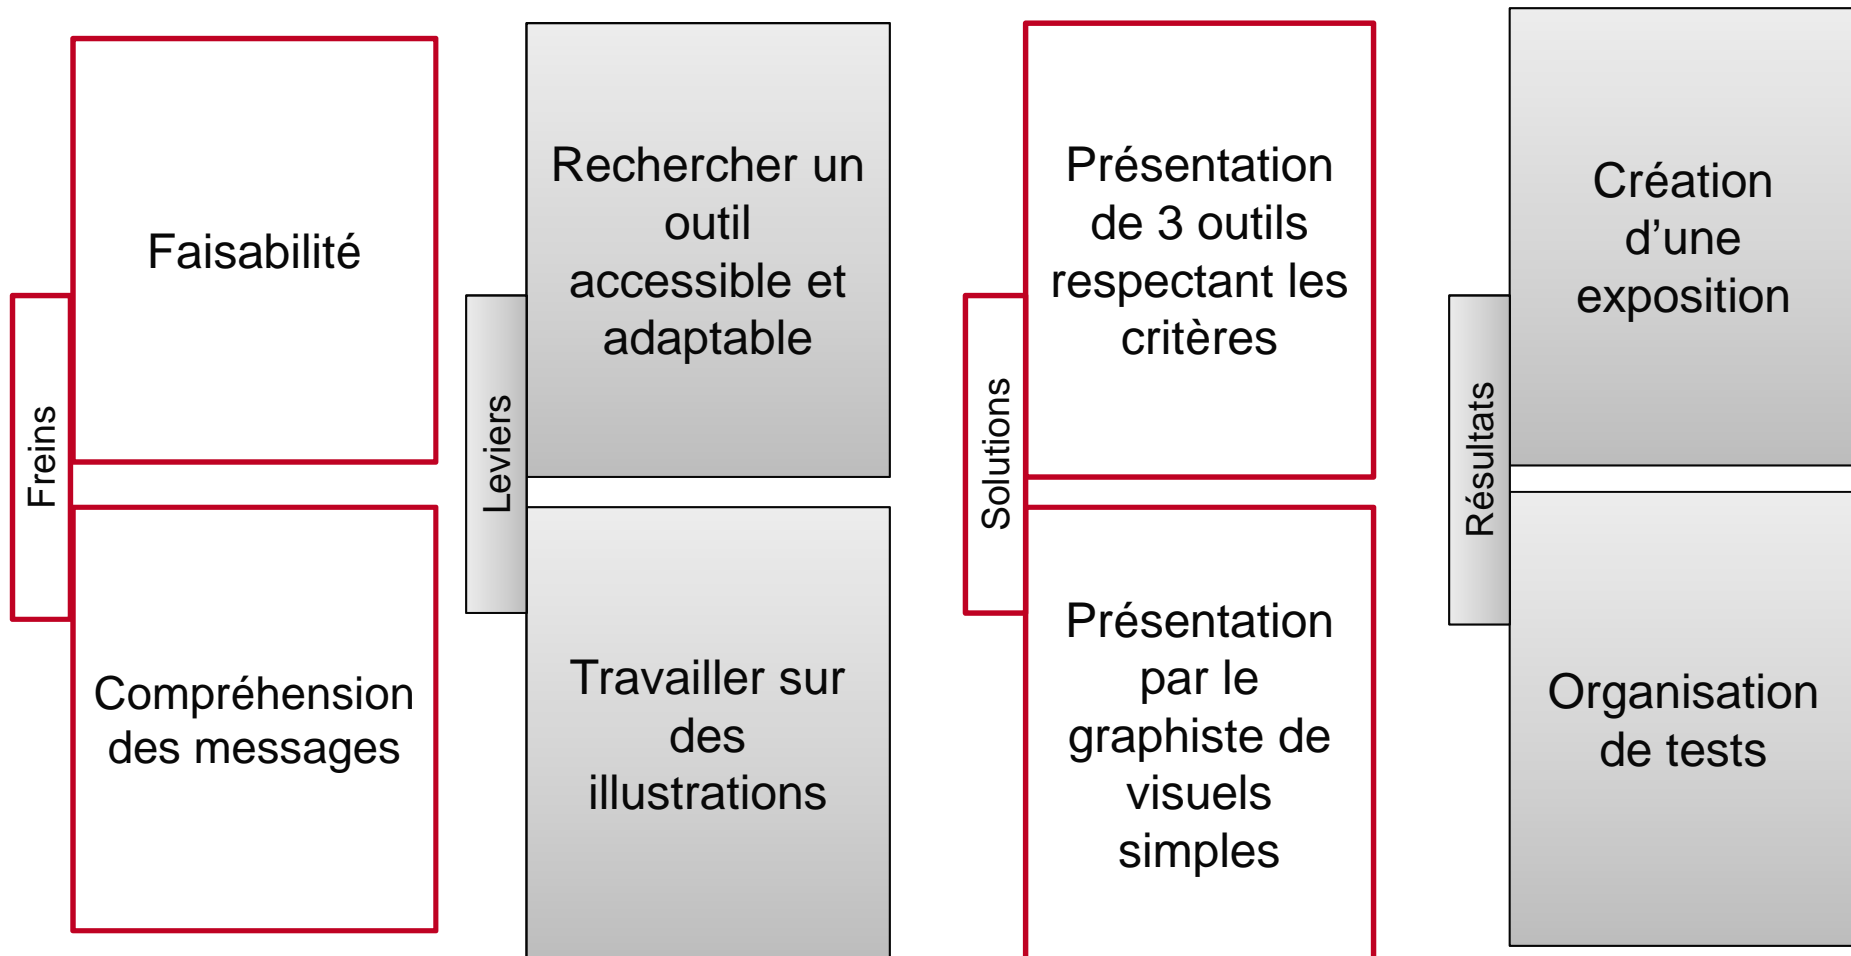 Freins
Faisabilité
Compréhension
des messages
Leviers
Rechercher un
outil
accessible et
adaptable
Travailler sur
des
illustrations
Solutions
Présentation
de 3 outils
respectant les
critères
Présentation
par le
graphiste de
visuels
simples
Résultats
Création
d’une
exposition
Organisation
de tests